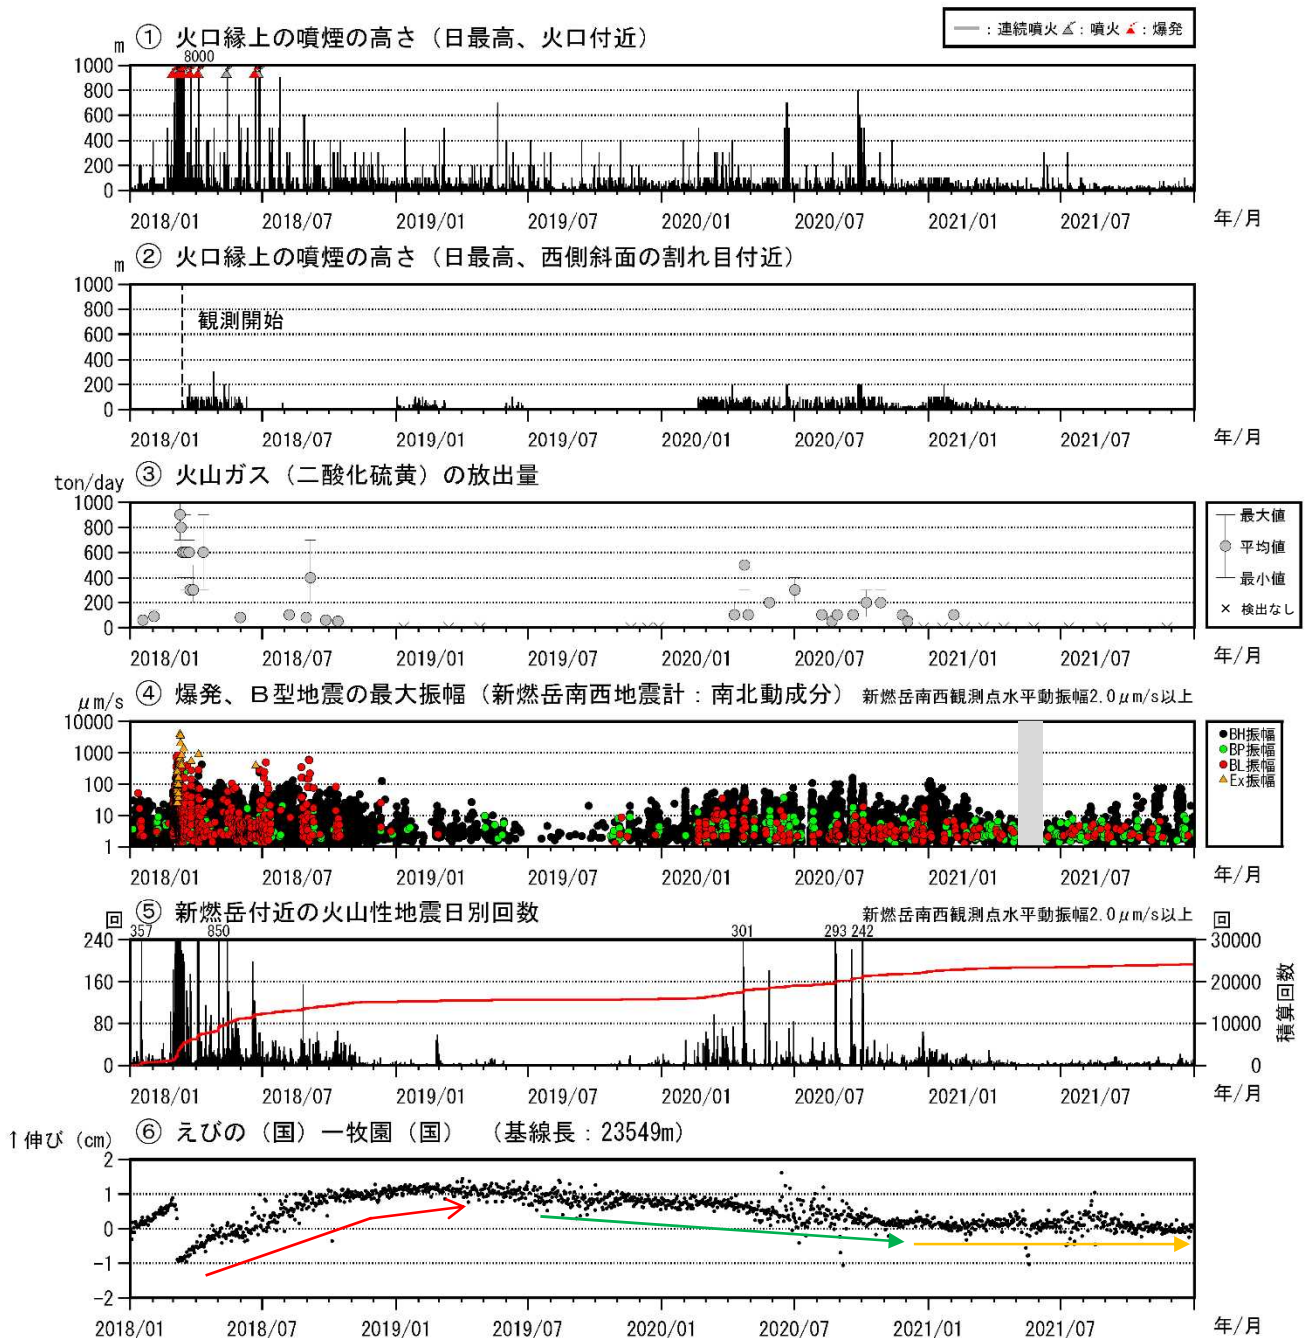 ① 火口縁上の噴煙の高さ（日最高、火口付近）
━ : 連続噴火 : 噴火 : 爆発
m
8000
1000
800
600
400
200
0
2018/01 2018/07 2019/01 2019/07 2020/01 2020/07 2021/01 2021/07 年/月
② 火口縁上の噴煙の高さ（日最高、西側斜面の割れ目付近）
m
1000
800
600
400
200
0
観測開始
2018/01 2018/07 2019/01 2019/07 2020/01 2020/07 2021/01 2021/07 年/月
③ 火山ガス（二酸化硫黄）の放出量
ton/day
1000
800
600
400
200
0
最大値
平均値
最小値
× 検出なし
2018/01 2018/07 2019/01 2019/07 2020/01 2020/07 2021/01 2021/07 年/月
④ 爆発、Ｂ型地震の最大振幅（新燃岳南西地震計：南北動成分） 新燃岳南西観測点水平動振幅2.0μm/s以上
μm/s
10000
1000
100
10
1
BH振幅
BP振幅
BL振幅
Ex振幅
2018/01 2018/07 2019/01 2019/07 2020/01 2020/07 2021/01 2021/07 年/月
⑤ 新燃岳付近の火山性地震日別回数 新燃岳南西観測点水平動振幅2.0μm/s以上
回 回
357 850 301 293 242
240 30000
160 20000
80 10000
0 0
積算回数
2018/01 2018/07 2019/01 2019/07 2020/01 2020/07 2021/01 2021/07 年/月
⑥ えびの（国）－牧園（国） （基線長：23549m）
↑伸び（cm）
2
1
0
-1
-2
2018/01 2018/07 2019/01 2019/07 2020/01 2020/07 2021/01 2021/07 年/月